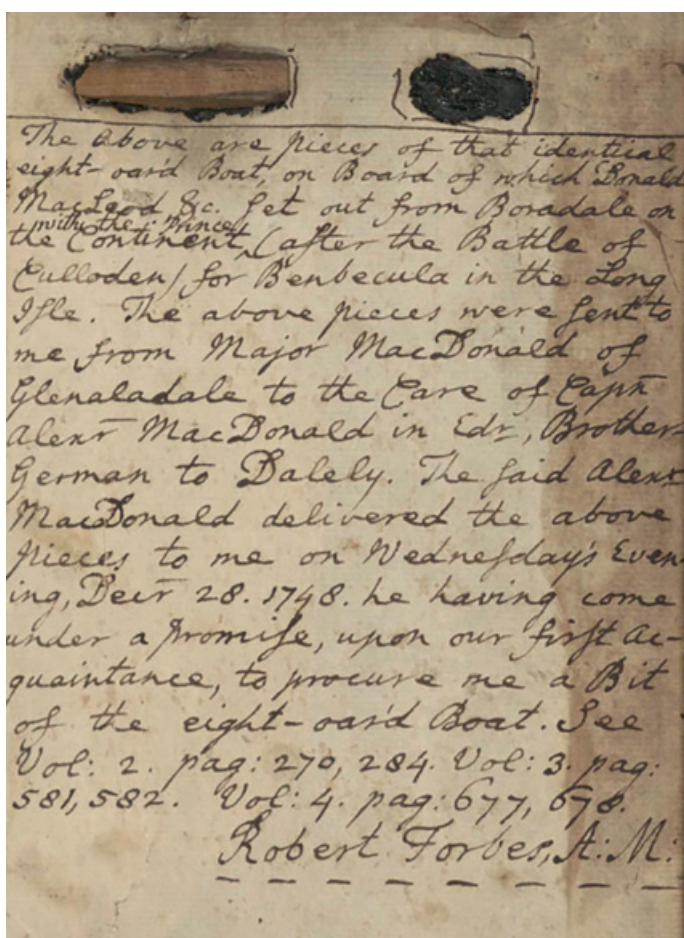 The Above are pieces of that identical
eight-oar'd Boat, on Board of which Donald
MacLeod &c. set out from Boradale on
with the Prince
the Continent, (after the Battle of
Culloden) for Benbecula in the Long
Isle. The above pieces were sent to
me from Major MacDonald of
Glenaladale to the Care of Capn
Alexr MacDonald in Edr, Brother-
German to Dalely. The said Alexr
MacDonald delivered the above
pieces to me on Wednesday's Even-
ing, Decr 28. 1748. he having come
under a promise, upon our first Ac-
quaintance, to procure me a Bit
of the eight-oar'd Boat. See
Vol: 2. pag: 270, 284. Vol: 3. pag:
581, 582. Vol: 4. pag: 677, 678.
Robert Forbes, A: M: